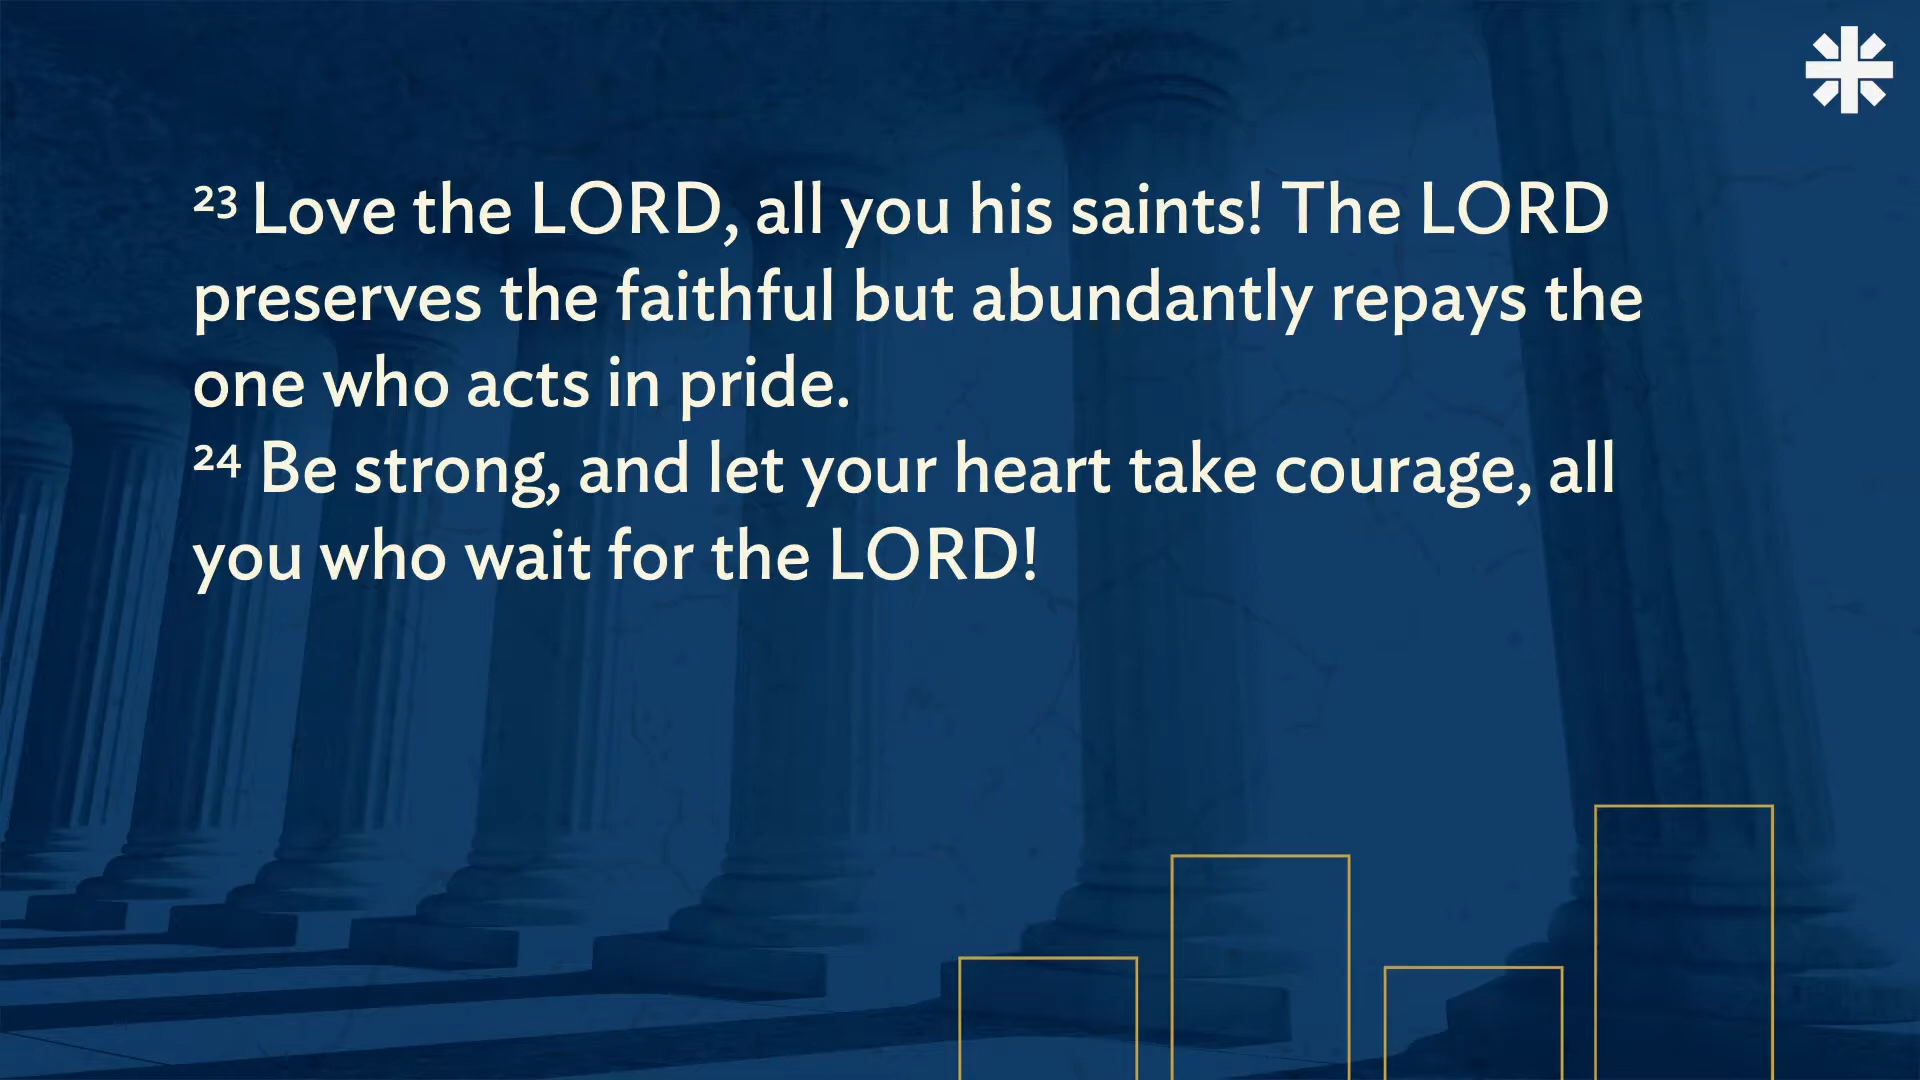 ²³ Love the LORD, all you his saints! The LORD
preserves the faithful but abundantly repays the
one who acts in pride.
²⁴ Be strong, and let your heart take courage, all
you who wait for the LORD!